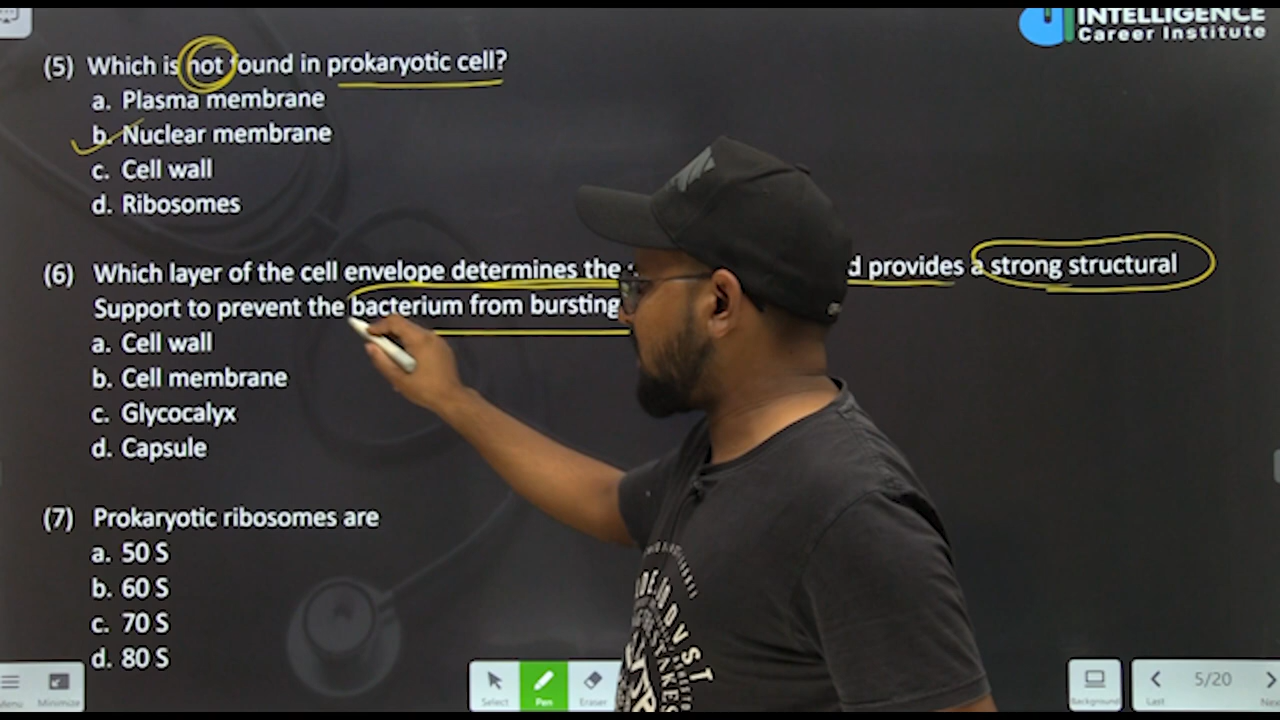 INTELLIGENCE
Career Institute
(5) Which is not found in prokaryotic cell?
a. Plasma membrane
b. Nuclear membrane
c. Cell wall
d. Ribosomes
(6) Which layer of the cell envelope determines the provides a strong structural
Support to prevent the bacterium from bursting
a. Cell wall
b. Cell membrane
c. Glycocalyx
d. Capsule
(7) Prokaryotic ribosomes are
a. 50 S
b. 60 S
c. 70 S
d. 80 S
Minimize
Select
Pen
Eraser
Background
5/20
Last